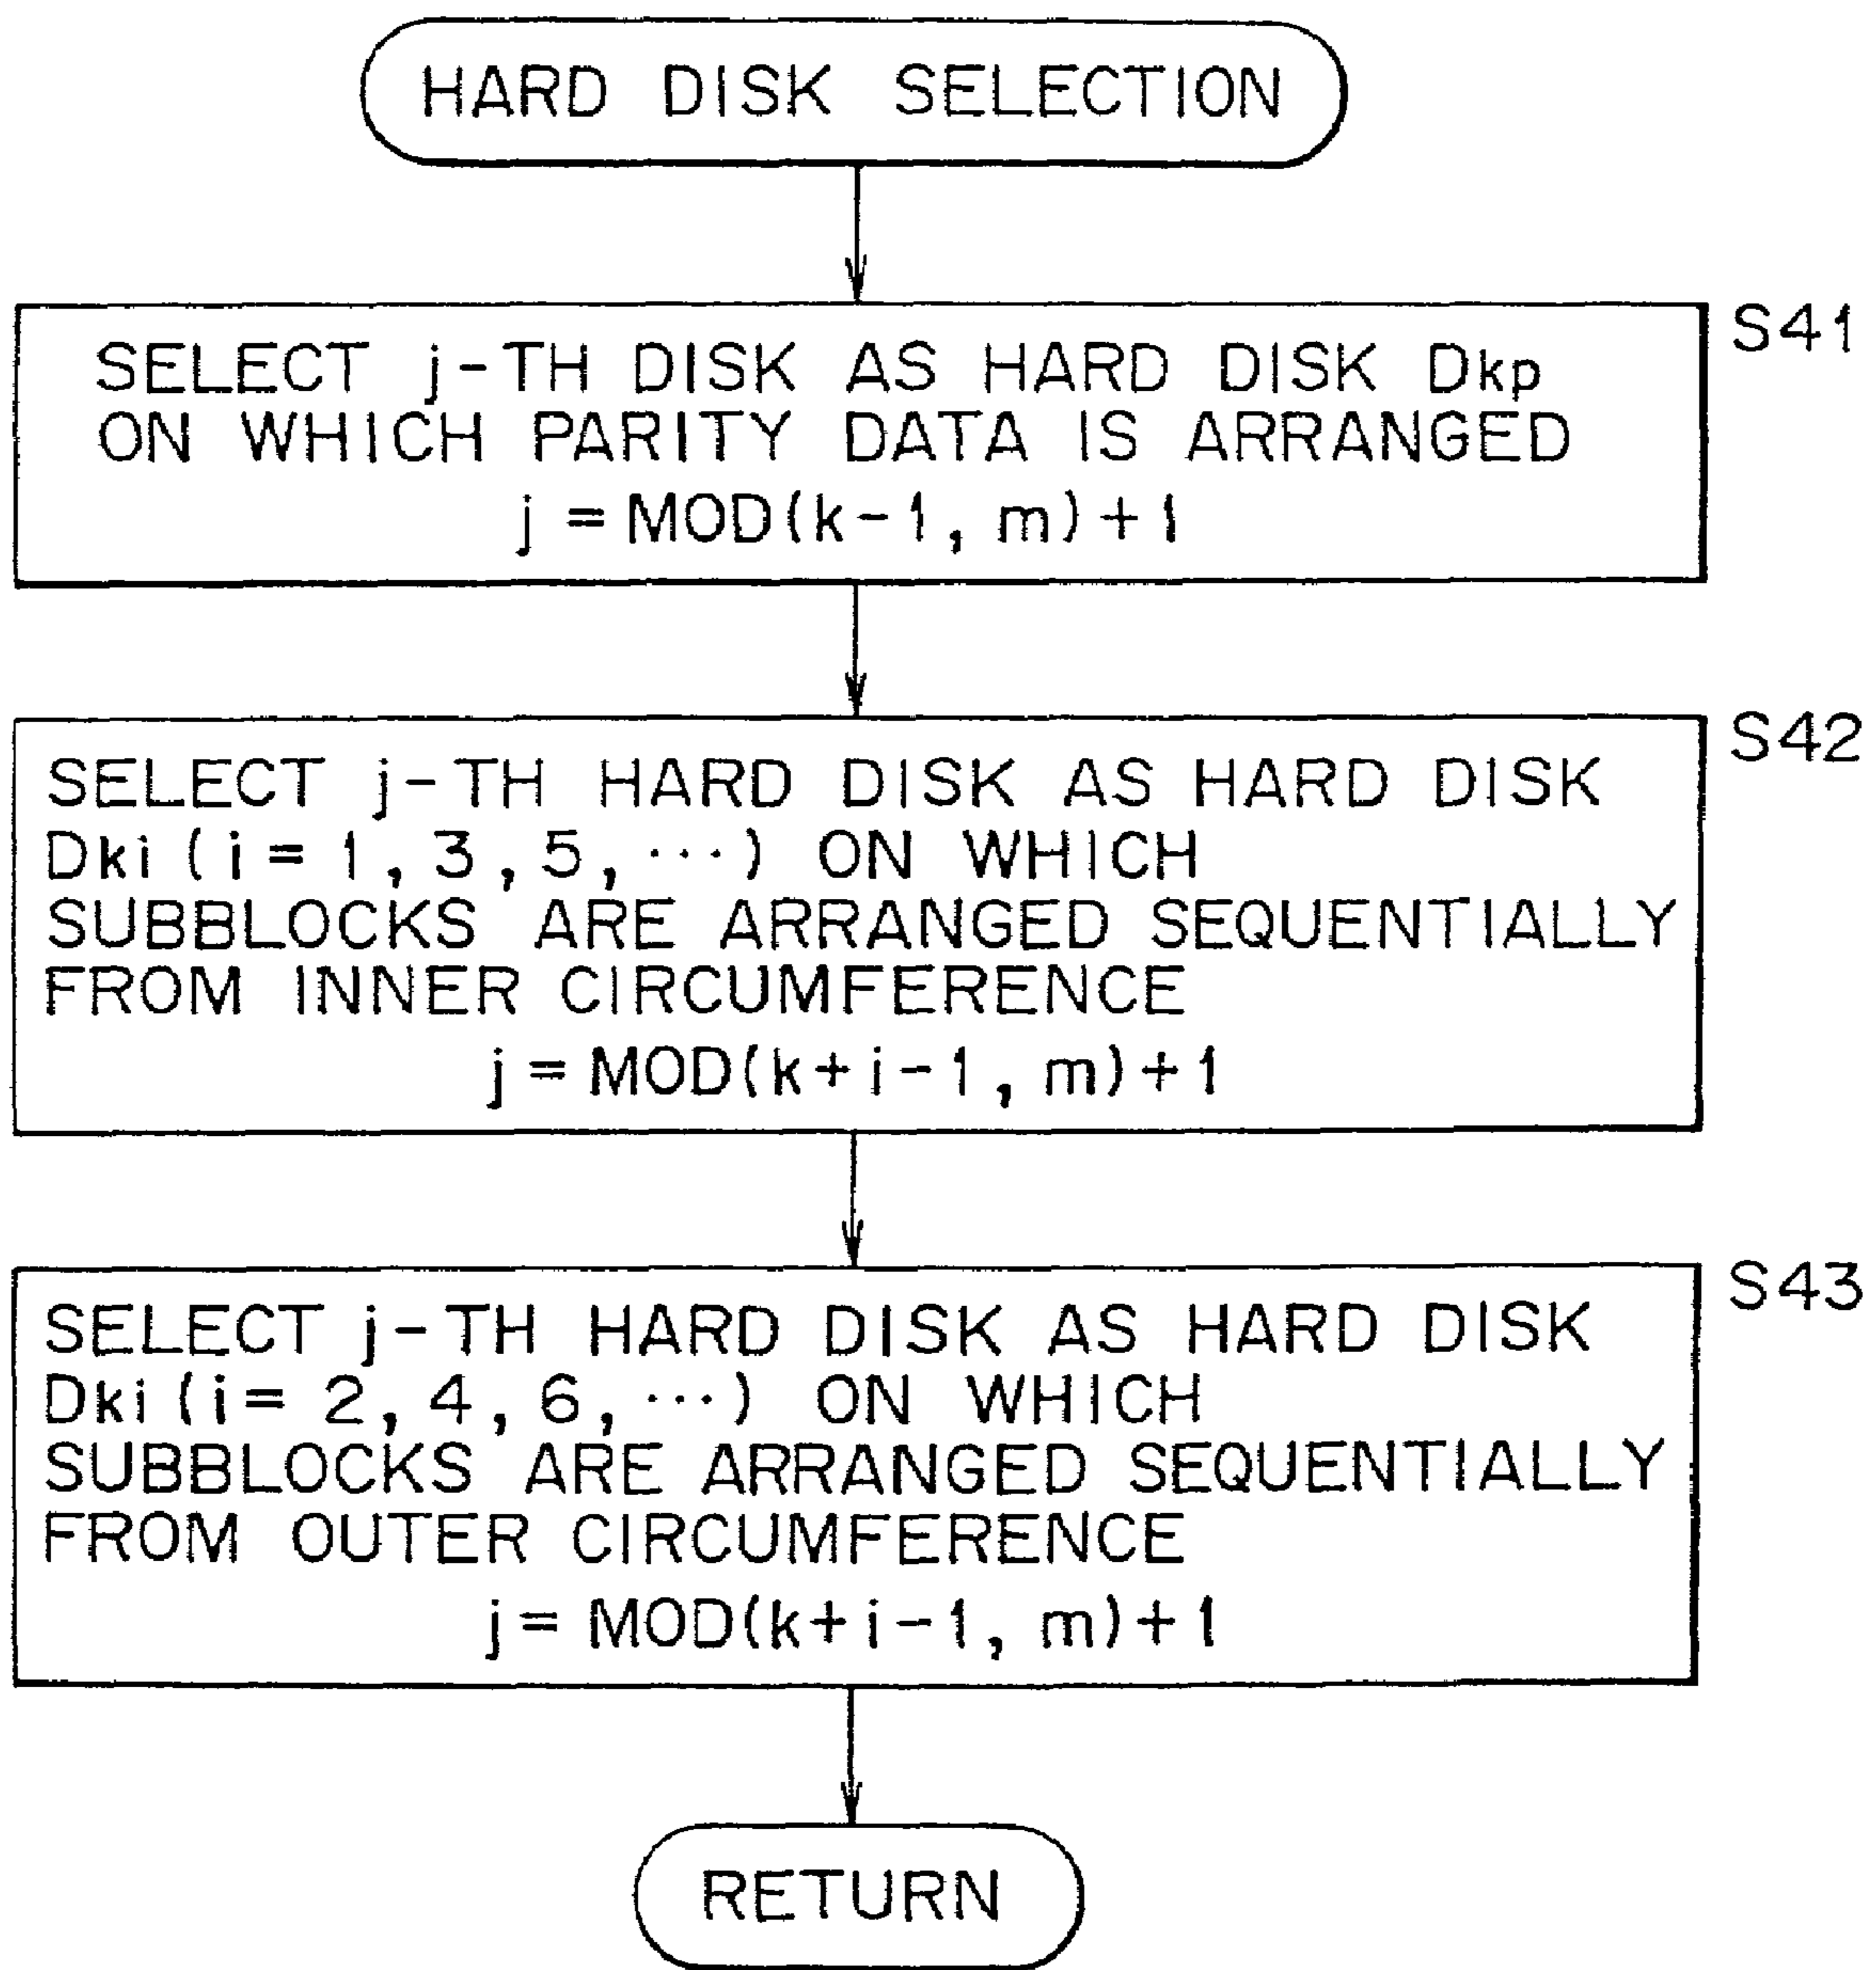 HARD DISK SELECTION
S41
SELECT j-TH DISK AS HARD DISK Dkp
ON WHICH PARITY DATA IS ARRANGED
j = MOD(k-1, m)+1
S42
SELECT j-TH HARD DISK AS HARD DISK
Dki (i = 1, 3, 5, ···) ON WHICH
SUBBLOCKS ARE ARRANGED SEQUENTIALLY
FROM INNER CIRCUMFERENCE
j = MOD(k+i-1, m)+1
S43
SELECT j-TH HARD DISK AS HARD DISK
Dki (i = 2, 4, 6, ···) ON WHICH
SUBBLOCKS ARE ARRANGED SEQUENTIALLY
FROM OUTER CIRCUMFERENCE
j = MOD(k+i-1, m)+1
RETURN